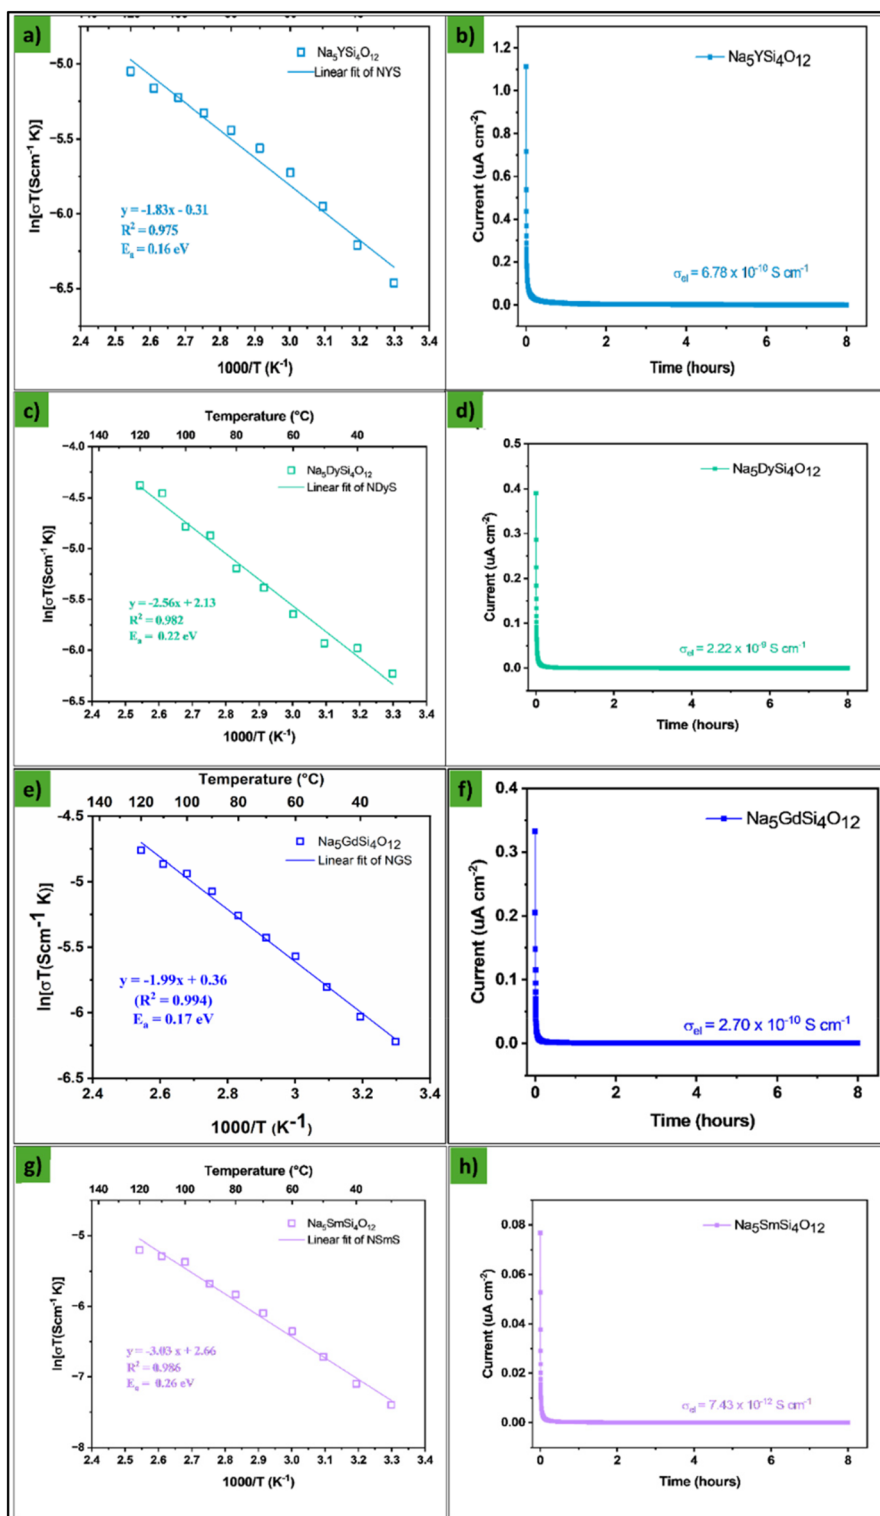 a)
140 120 100 80 60 40
Na5YSi4O12
Linear fit of NYS
y = -1.83x - 0.31
R2 = 0.975
Ea = 0.16 eV
ln[σT(Scm-1 K)]
−5.0
−5.5
−6.0
−6.5
2.4 2.5 2.6 2.7 2.8 2.9 3.0 3.1 3.2 3.3 3.4
1000/T (K-1)
b)
Na5YSi4O12
Current (uA cm-2)
1.2
1.0
0.8
0.6
0.4
0.2
0.0
σel = 6.78 x 10-10 S cm-1
0 2 4 6 8
Time (hours)
c)
Temperature (°C)
140 120 100 80 60 40
Na5DySi4O12
Linear fit of NDyS
ln[σT(Scm-1 K)]
−4.0
−4.5
−5.0
−5.5
−6.0
−6.5
y = -2.56x + 2.13
R2 = 0.982
Ea = 0.22 eV
2.4 2.5 2.6 2.7 2.8 2.9 3.0 3.1 3.2 3.3 3.4
1000/T (K-1)
d)
Na5DySi4O12
Current (uA cm-2)
0.5
0.4
0.3
0.2
0.1
0.0
σel = 2.22 x 10-9 S cm-1
0 2 4 6 8
Time (hours)
e)
Temperature (°C)
140 120 100 80 60 40
Na5GdSi4O12
Linear fit of NGS
ln[σT(Scm-1 K)]
-4.5
-5
-5.5
-6
-6.5
y = -1.99x + 0.36
(R2 = 0.994)
Ea = 0.17 eV
2.4 2.6 2.8 3 3.2 3.4
1000/T (K-1)
f)
Na5GdSi4O12
Current (uA cm-2)
0.4
0.3
0.2
0.1
0.0
σel = 2.70 x 10-10 S cm-1
0 2 4 6 8
Time (hours)
g)
Temperature (°C)
140 120 100 80 60 40
Na5SmSi4O12
Linear fit of NSmS
ln[σT(Scm-1 K)]
−5
−6
−7
−8
y = -3.03 x + 2.66
R2 = 0.986
Ea = 0.26 eV
2.4 2.5 2.6 2.7 2.8 2.9 3.0 3.1 3.2 3.3 3.4
1000/T (K-1)
h)
Na5SmSi4O12
Current (uA cm-2)
0.08
0.06
0.04
0.02
0.00
σel = 7.43 x 10-12 S cm-1
0 2 4 6 8
Time (hours)